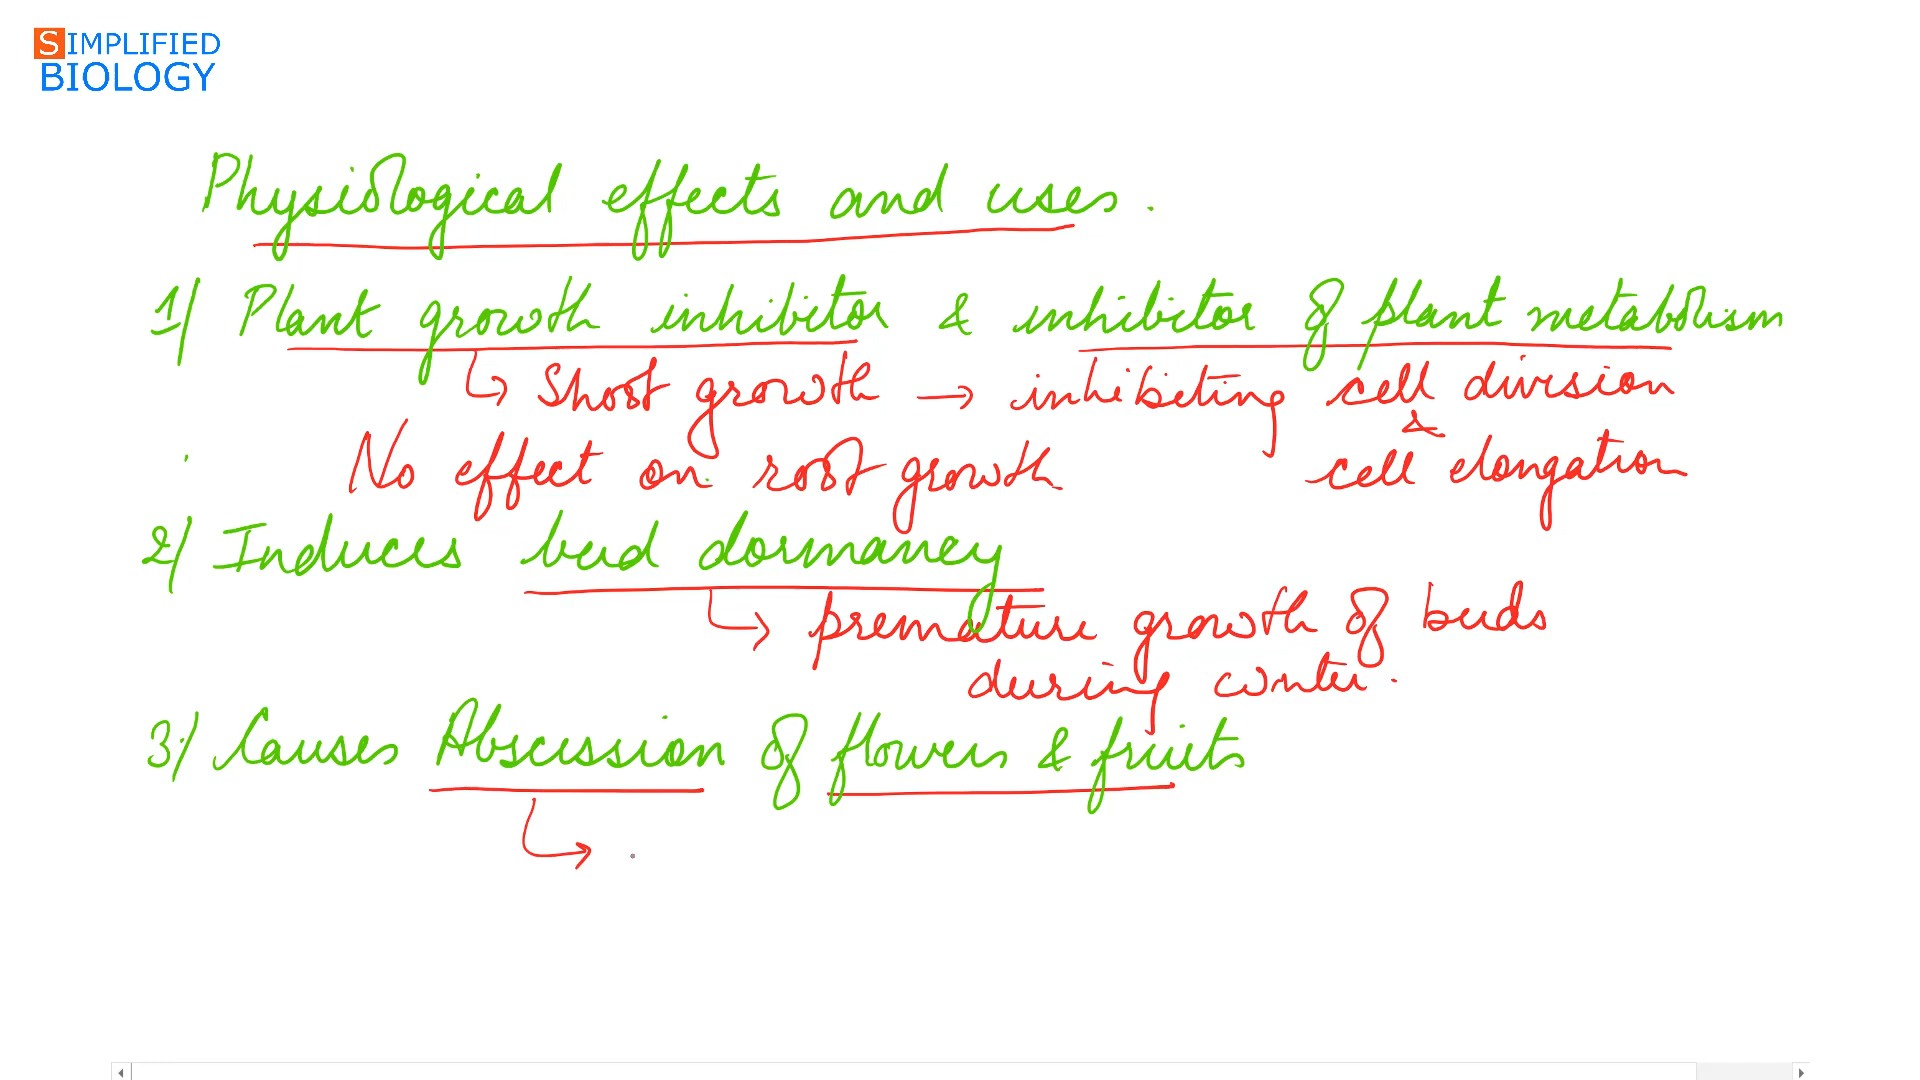 SIMPLIFIED
BIOLOGY
Physiological effects and uses.
1) Plant growth inhibitor & inhibitor of plant metabolism
Shoot growth → inhibiting cell division
&
No effect on root growth cell elongation
2) Induces bud dormancy
premature growth of buds
during winter.
3) Causes Abscission of flowers & fruits